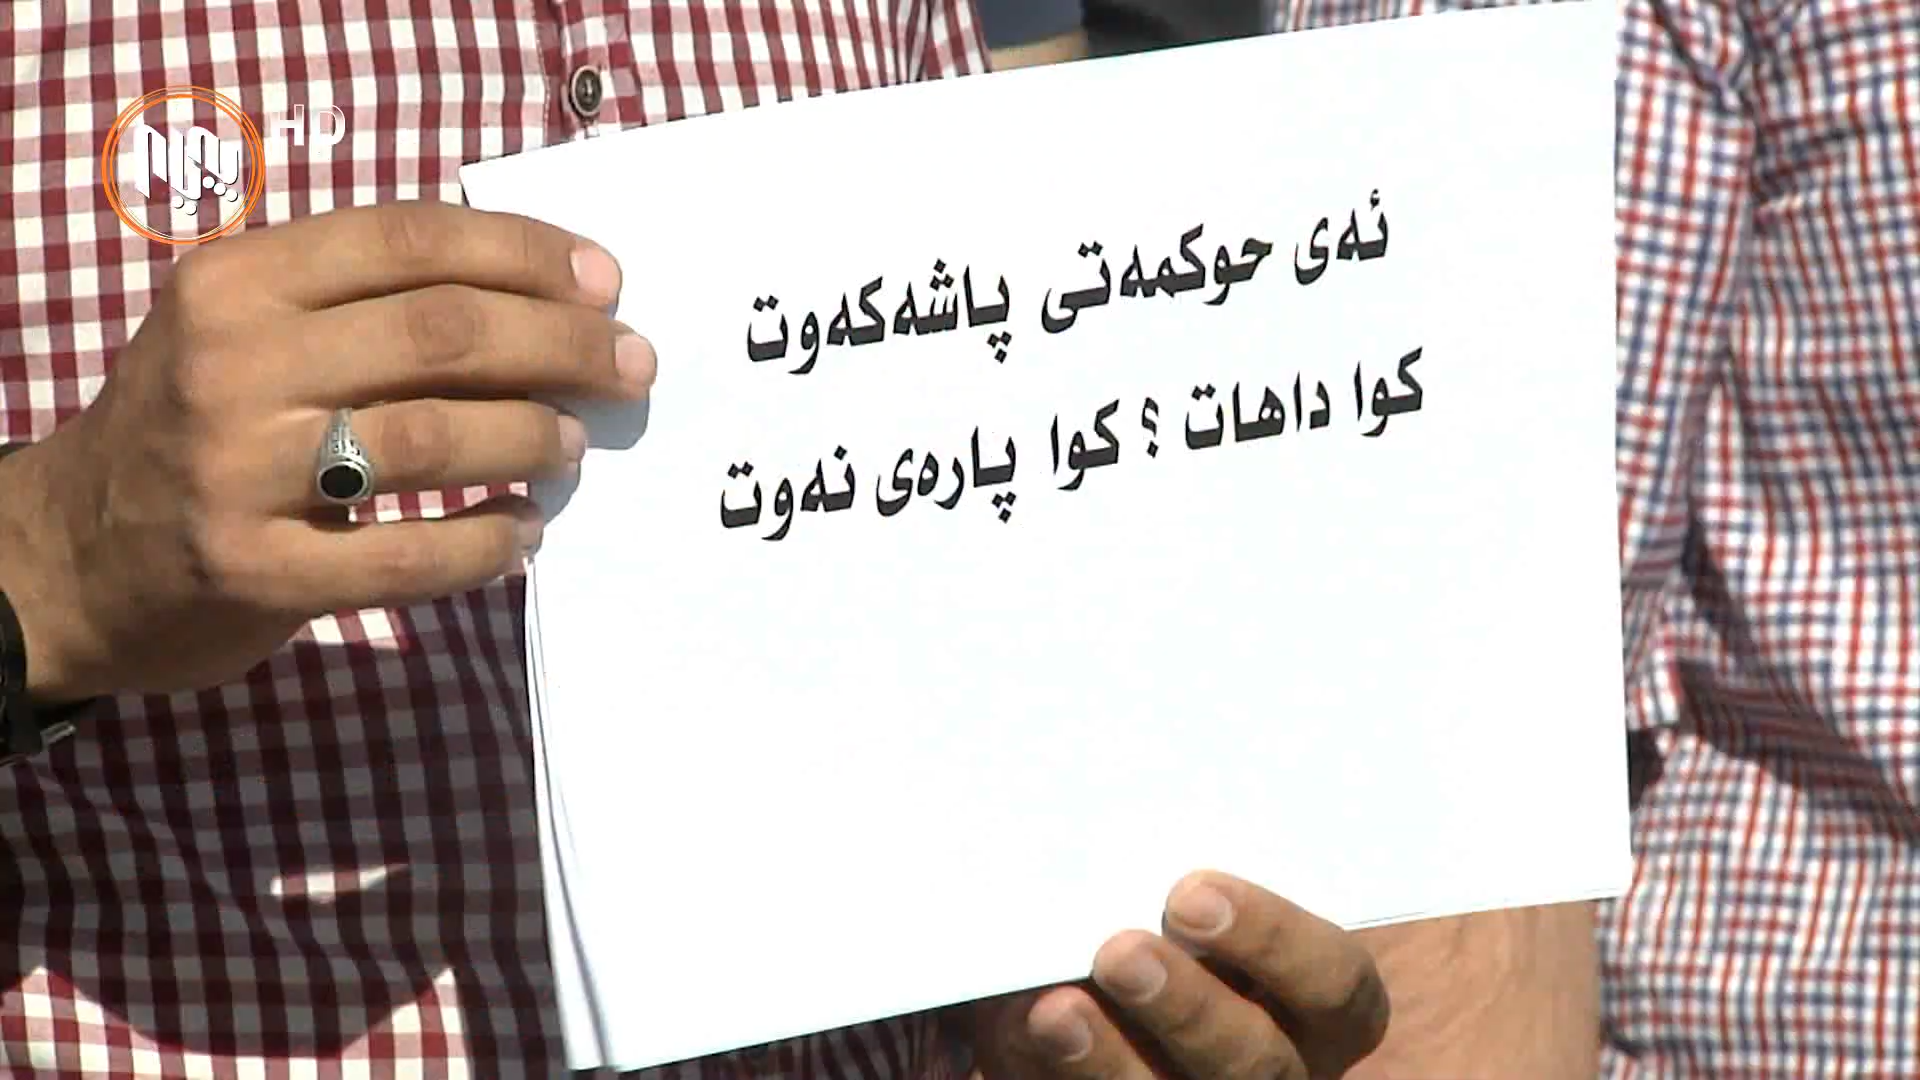 HD
ئەی حوکمەتی پاشەکەوت
کوا داهات ؟ کوا پارەی نەوت